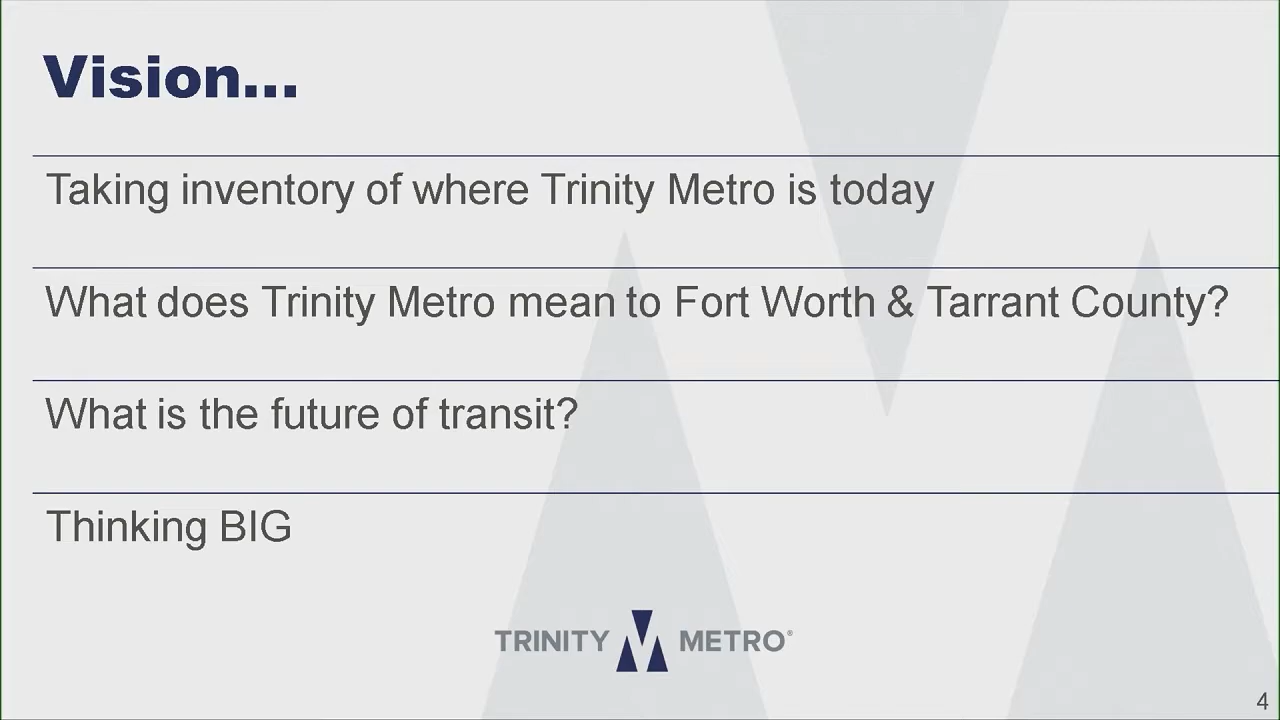 Vision...
Taking inventory of where Trinity Metro is today
What does Trinity Metro mean to Fort Worth & Tarrant County?
What is the future of transit?
Thinking BIG
TRINITY METRO®
4